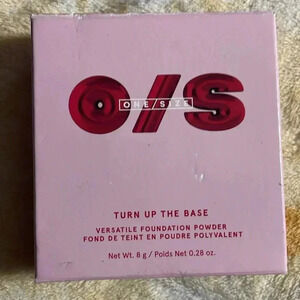 O/S
ONE/SIZE
TURN UP THE BASE
VERSATILE FOUNDATION POWDER
FOND DE TEINT EN POUDRE POLYVALENT
Net Wt. 8 g / Poids Net 0.28 oz.